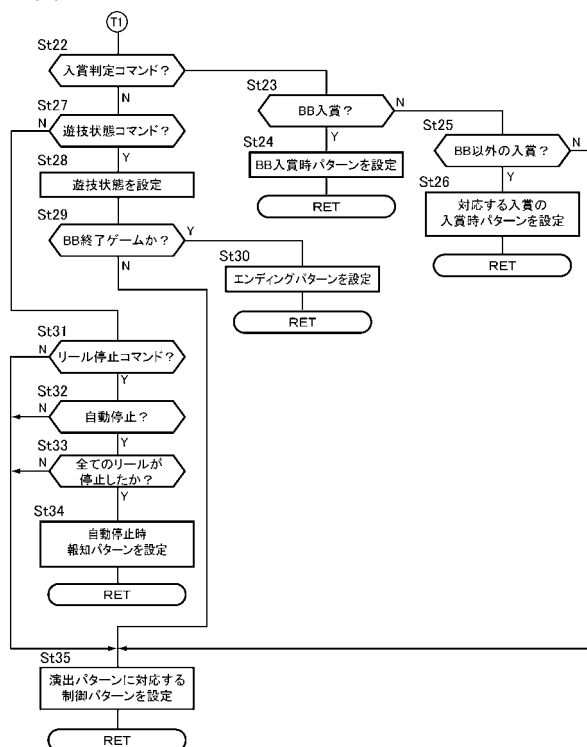 T1
St22
入賞判定コマンド？
N
St23
BB入賞？
N
Y
St24
BB入賞時パターンを設定
RET
St25
BB以外の入賞？
Y
St26
対応する入賞の
入賞時パターンを設定
RET
St27
N
遊技状態コマンド？
Y
St28
遊技状態を設定
St29
BB終了ゲームか？
Y
N
St30
エンディングパターンを設定
RET
St31
N
リール停止コマンド？
Y
St32
N
自動停止？
Y
St33
N
全てのリールが
停止したか？
Y
St34
自動停止時
報知パターンを設定
RET
St35
演出パターンに対応する
制御パターンを設定
RET